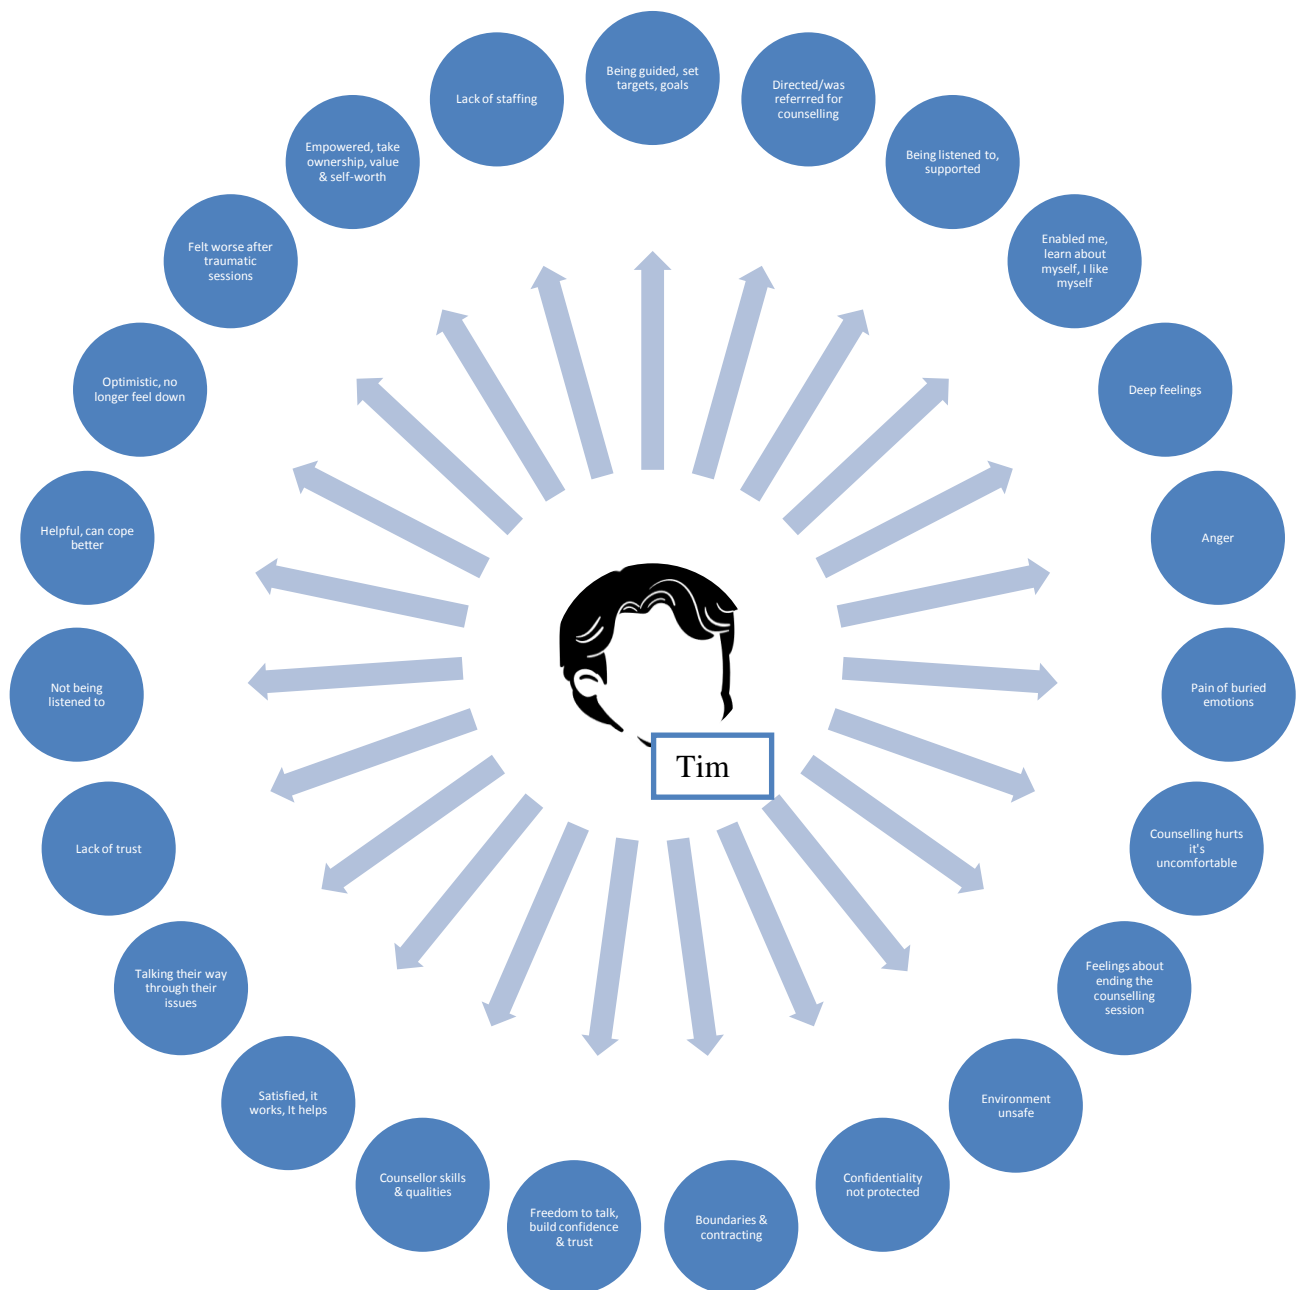 Being guided, set
targets, goals
Directed/was
referrred for
counselling
Being listened to,
supported
Enabled me,
learn about
myself, I like
myself
Deep feelings
Anger
Pain of buried
emotions
Counselling hurts
it's
uncomfortable
Feelings about
ending the
counselling
session
Environment
unsafe
Confidentiality
not protected
Boundaries &
contracting
Freedom to talk,
build confidence
& trust
Counsellor skills
& qualities
Satisfied, it
works, It helps
Talking their way
through their
issues
Lack of trust
Not being
listened to
Helpful, can cope
better
Optimistic, no
longer feel down
Felt worse after
traumatic
sessions
Empowered, take
ownership, value
& self-worth
Lack of staffing
Tim